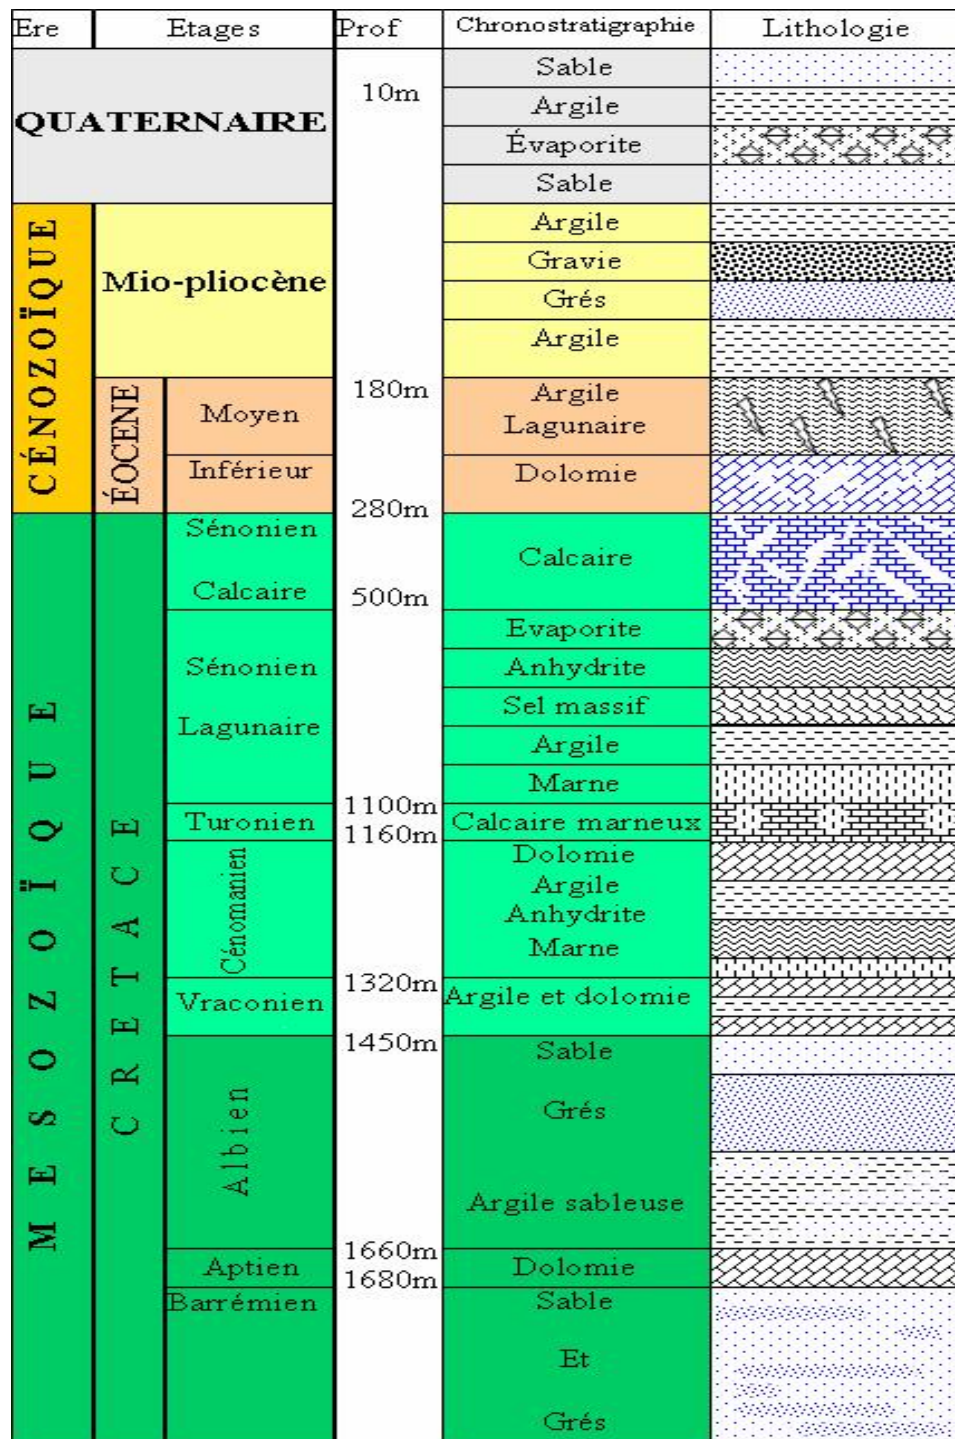 Ere Etages Prof Chronostratigraphie Lithologie
QUATERNAIRE
10m
Sable
Argile
Évaporite
Sable
CÉNOZOÏQUE
Mio-pliocène
Argile
Gravie
Grés
Argile
180m
ÉOCENE
Moyen
Argile
Lagunaire
Inférieur
Dolomie
280m
MESOZOÏQUE
CRETACE
Sénonien
Calcaire
Calcaire
500m
Sénonien
Lagunaire
Evaporite
Anhydrite
Sel massif
Argile
Marne
1100m
Turonien
Calcaire marneux
1160m
Cénomanien
Dolomie
Argile
Anhydrite
Marne
1320m
Vraconien
Argile et dolomie
1450m
Albien
Sable
Grés
Argile sableuse
1660m
Aptien
Dolomie
1680m
Barrémien
Sable
Et
Grés